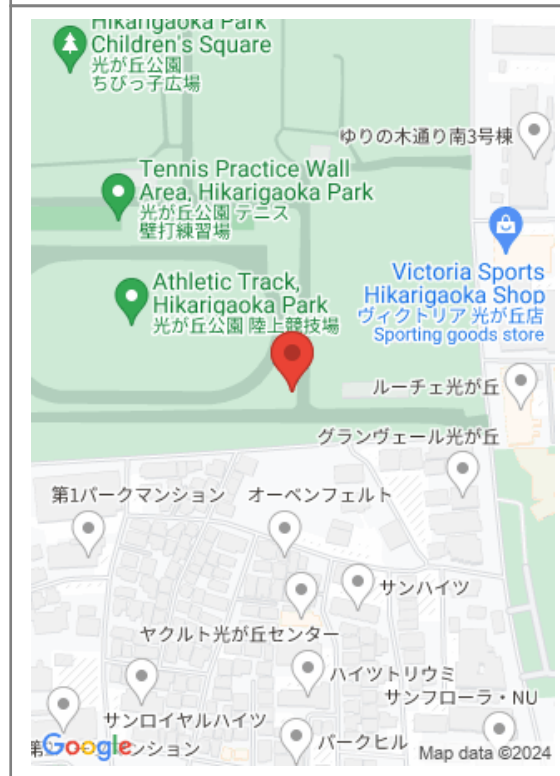 Hikarigaoka Park
Children's Square
光が丘公園
ちびっ子広場
ゆりの木通り南3号棟
Tennis Practice Wall
Area, Hikarigaoka Park
光が丘公園 テニス
壁打練習場
Victoria Sports
Hikarigaoka Shop
ヴィクトリア 光が丘店
Sporting goods store
Athletic Track,
Hikarigaoka Park
光が丘公園 陸上競技場
ルーチェ光が丘
グランヴェール光が丘
第1パークマンション
オーベンフェルト
サンハイツ
ヤクルト光が丘センター
ハイツトリウミ
サンフローラ・NU
サンロイヤルハイツ
パークヒル
第
ンション
Google
Map data ©2024